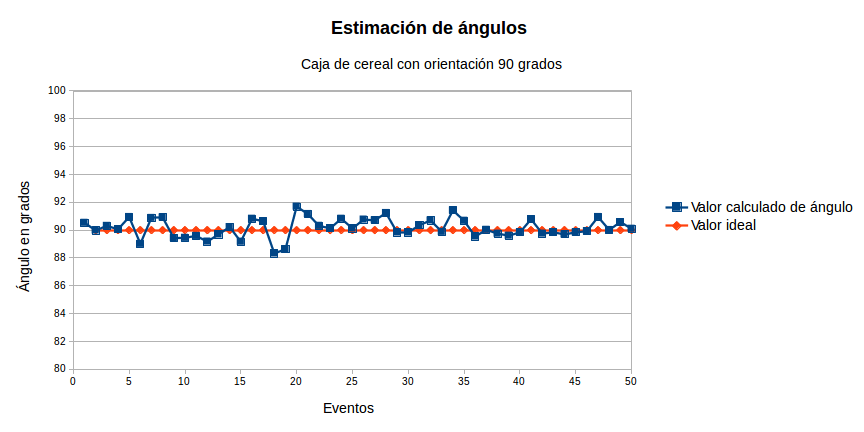 Estimación de ángulos
Caja de cereal con orientación 90 grados
100
98
96
94
92
90
88
86
84
82
80
0 5 10 15 20 25 30 35 40 45 50
Ángulo en grados
Eventos
Valor calculado de ángulo
Valor ideal